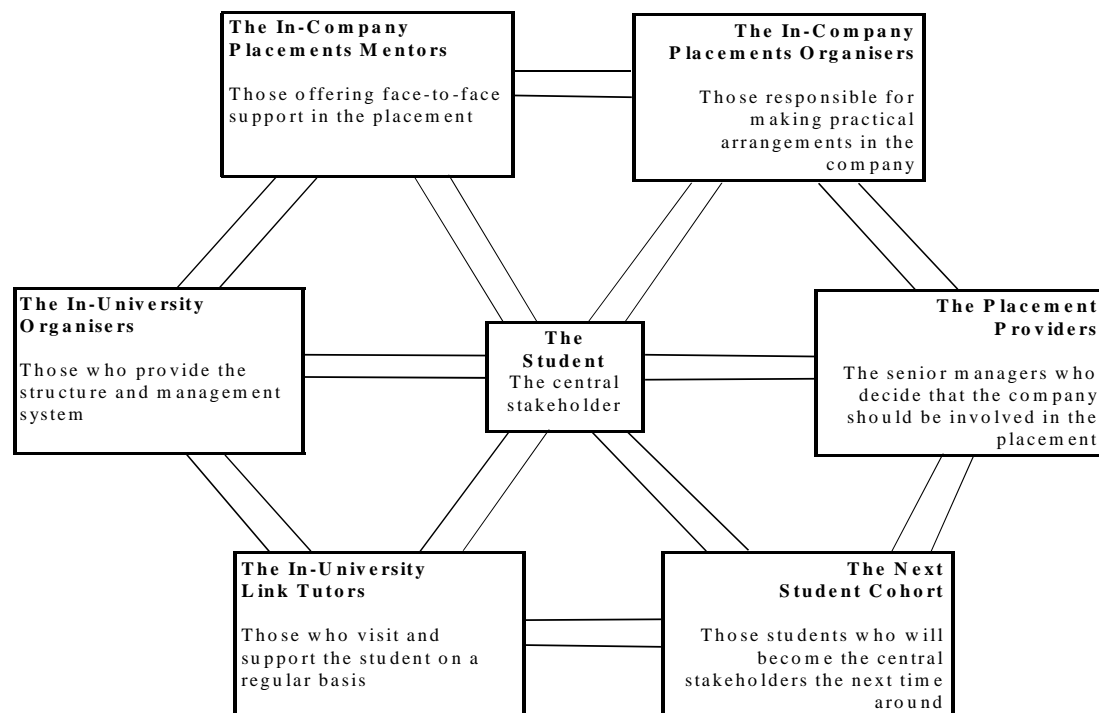 The In-Company
Placements Mentors
Those offering face-to-face
support in the placement
The In-Company
Placements Organisers
Those responsible for
making practical
arrangements in the
company
The In-University
Organisers
Those who provide the
structure and management
system
The
Student
The central
stakeholder
The Placement
Providers
The senior managers who
decide that the company
should be involved in the
placement
The In-University
Link Tutors
Those who visit and
support the student on a
regular basis
The Next
Student Cohort
Those students who will
become the central
stakeholders the next time
around